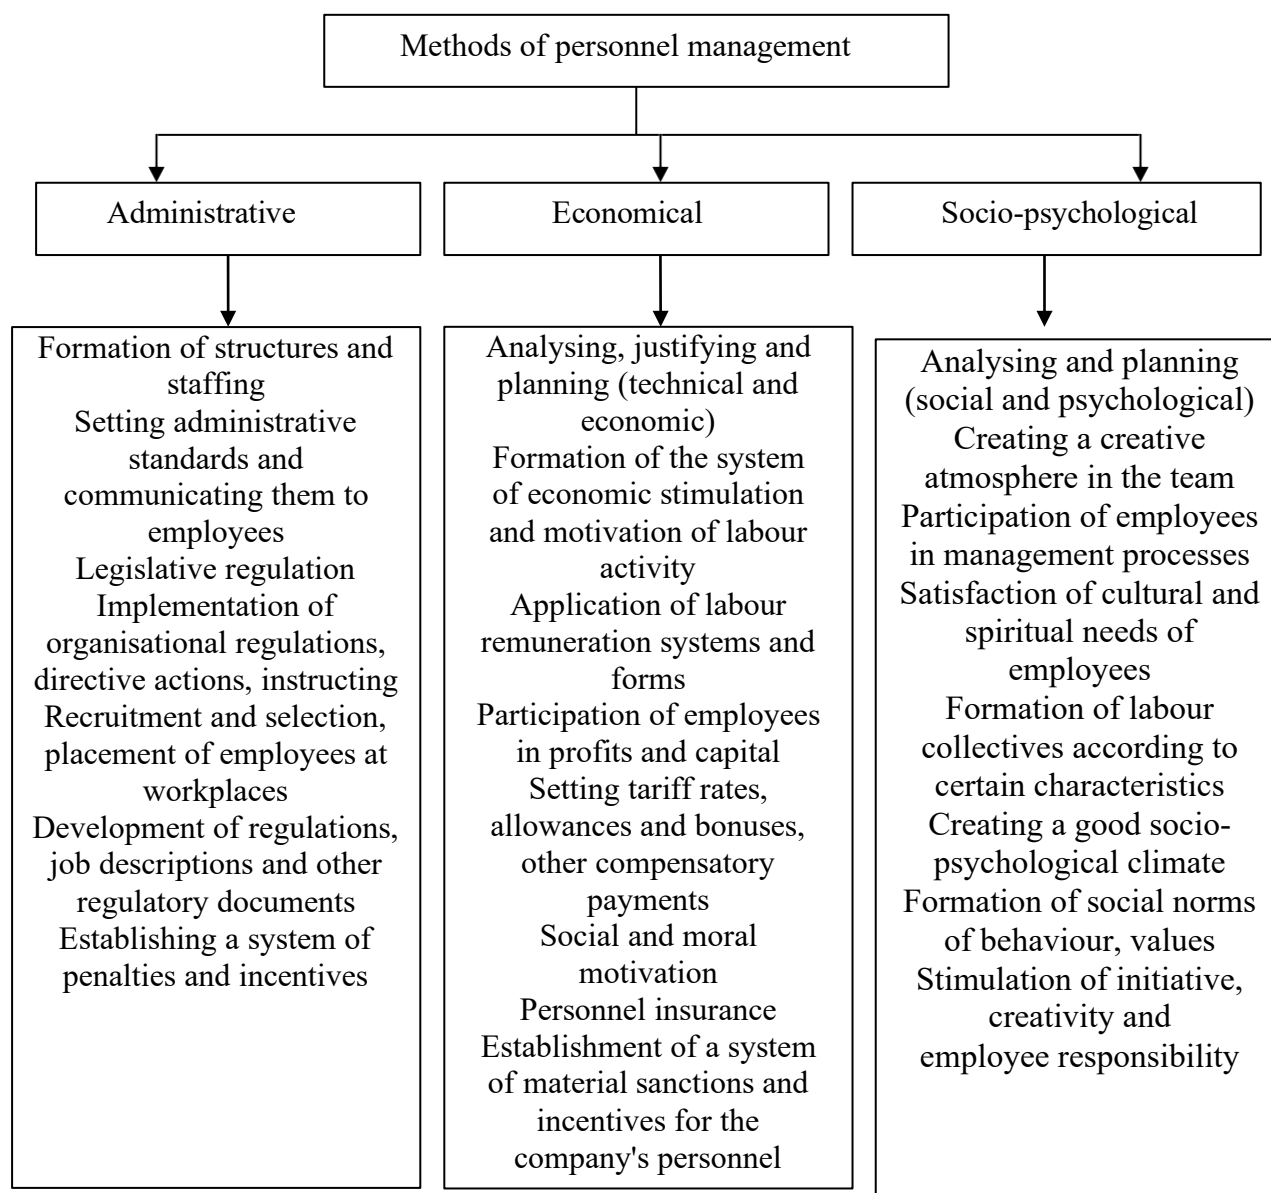 Methods of personnel management
Administrative
Economical
Socio-psychological
Formation of structures and
staffing
Setting administrative
standards and
communicating them to
employees
Legislative regulation
Implementation of
organisational regulations,
directive actions, instructing
Recruitment and selection,
placement of employees at
workplaces
Development of regulations,
job descriptions and other
regulatory documents
Establishing a system of
penalties and incentives
Analysing, justifying and
planning (technical and
economic)
Formation of the system
of economic stimulation
and motivation of labour
activity
Application of labour
remuneration systems and
forms
Participation of employees
in profits and capital
Setting tariff rates,
allowances and bonuses,
other compensatory
payments
Social and moral
motivation
Personnel insurance
Establishment of a system
of material sanctions and
incentives for the
company's personnel
Analysing and planning
(social and psychological)
Creating a creative
atmosphere in the team
Participation of employees
in management processes
Satisfaction of cultural and
spiritual needs of
employees
Formation of labour
collectives according to
certain characteristics
Creating a good socio-
psychological climate
Formation of social norms
of behaviour, values
Stimulation of initiative,
creativity and
employee responsibility